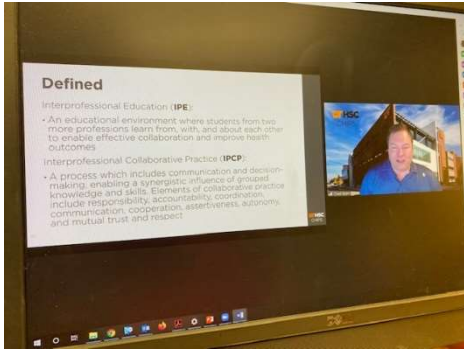 Defined
Interprofessional Education (IPE):
• An educational environment where students from two
more professions learn from, with, and about each other
to enable effective collaboration and improve health
outcomes
Interprofessional Collaborative Practice (IPCP):
• A process which includes communication and decision-
making, enabling a synergistic influence of grouped
knowledge and skills. Elements of collaborative practice
include responsibility, accountability, coordination,
communication, cooperation, assertiveness, autonomy,
and mutual trust and respect
HSC
HSC